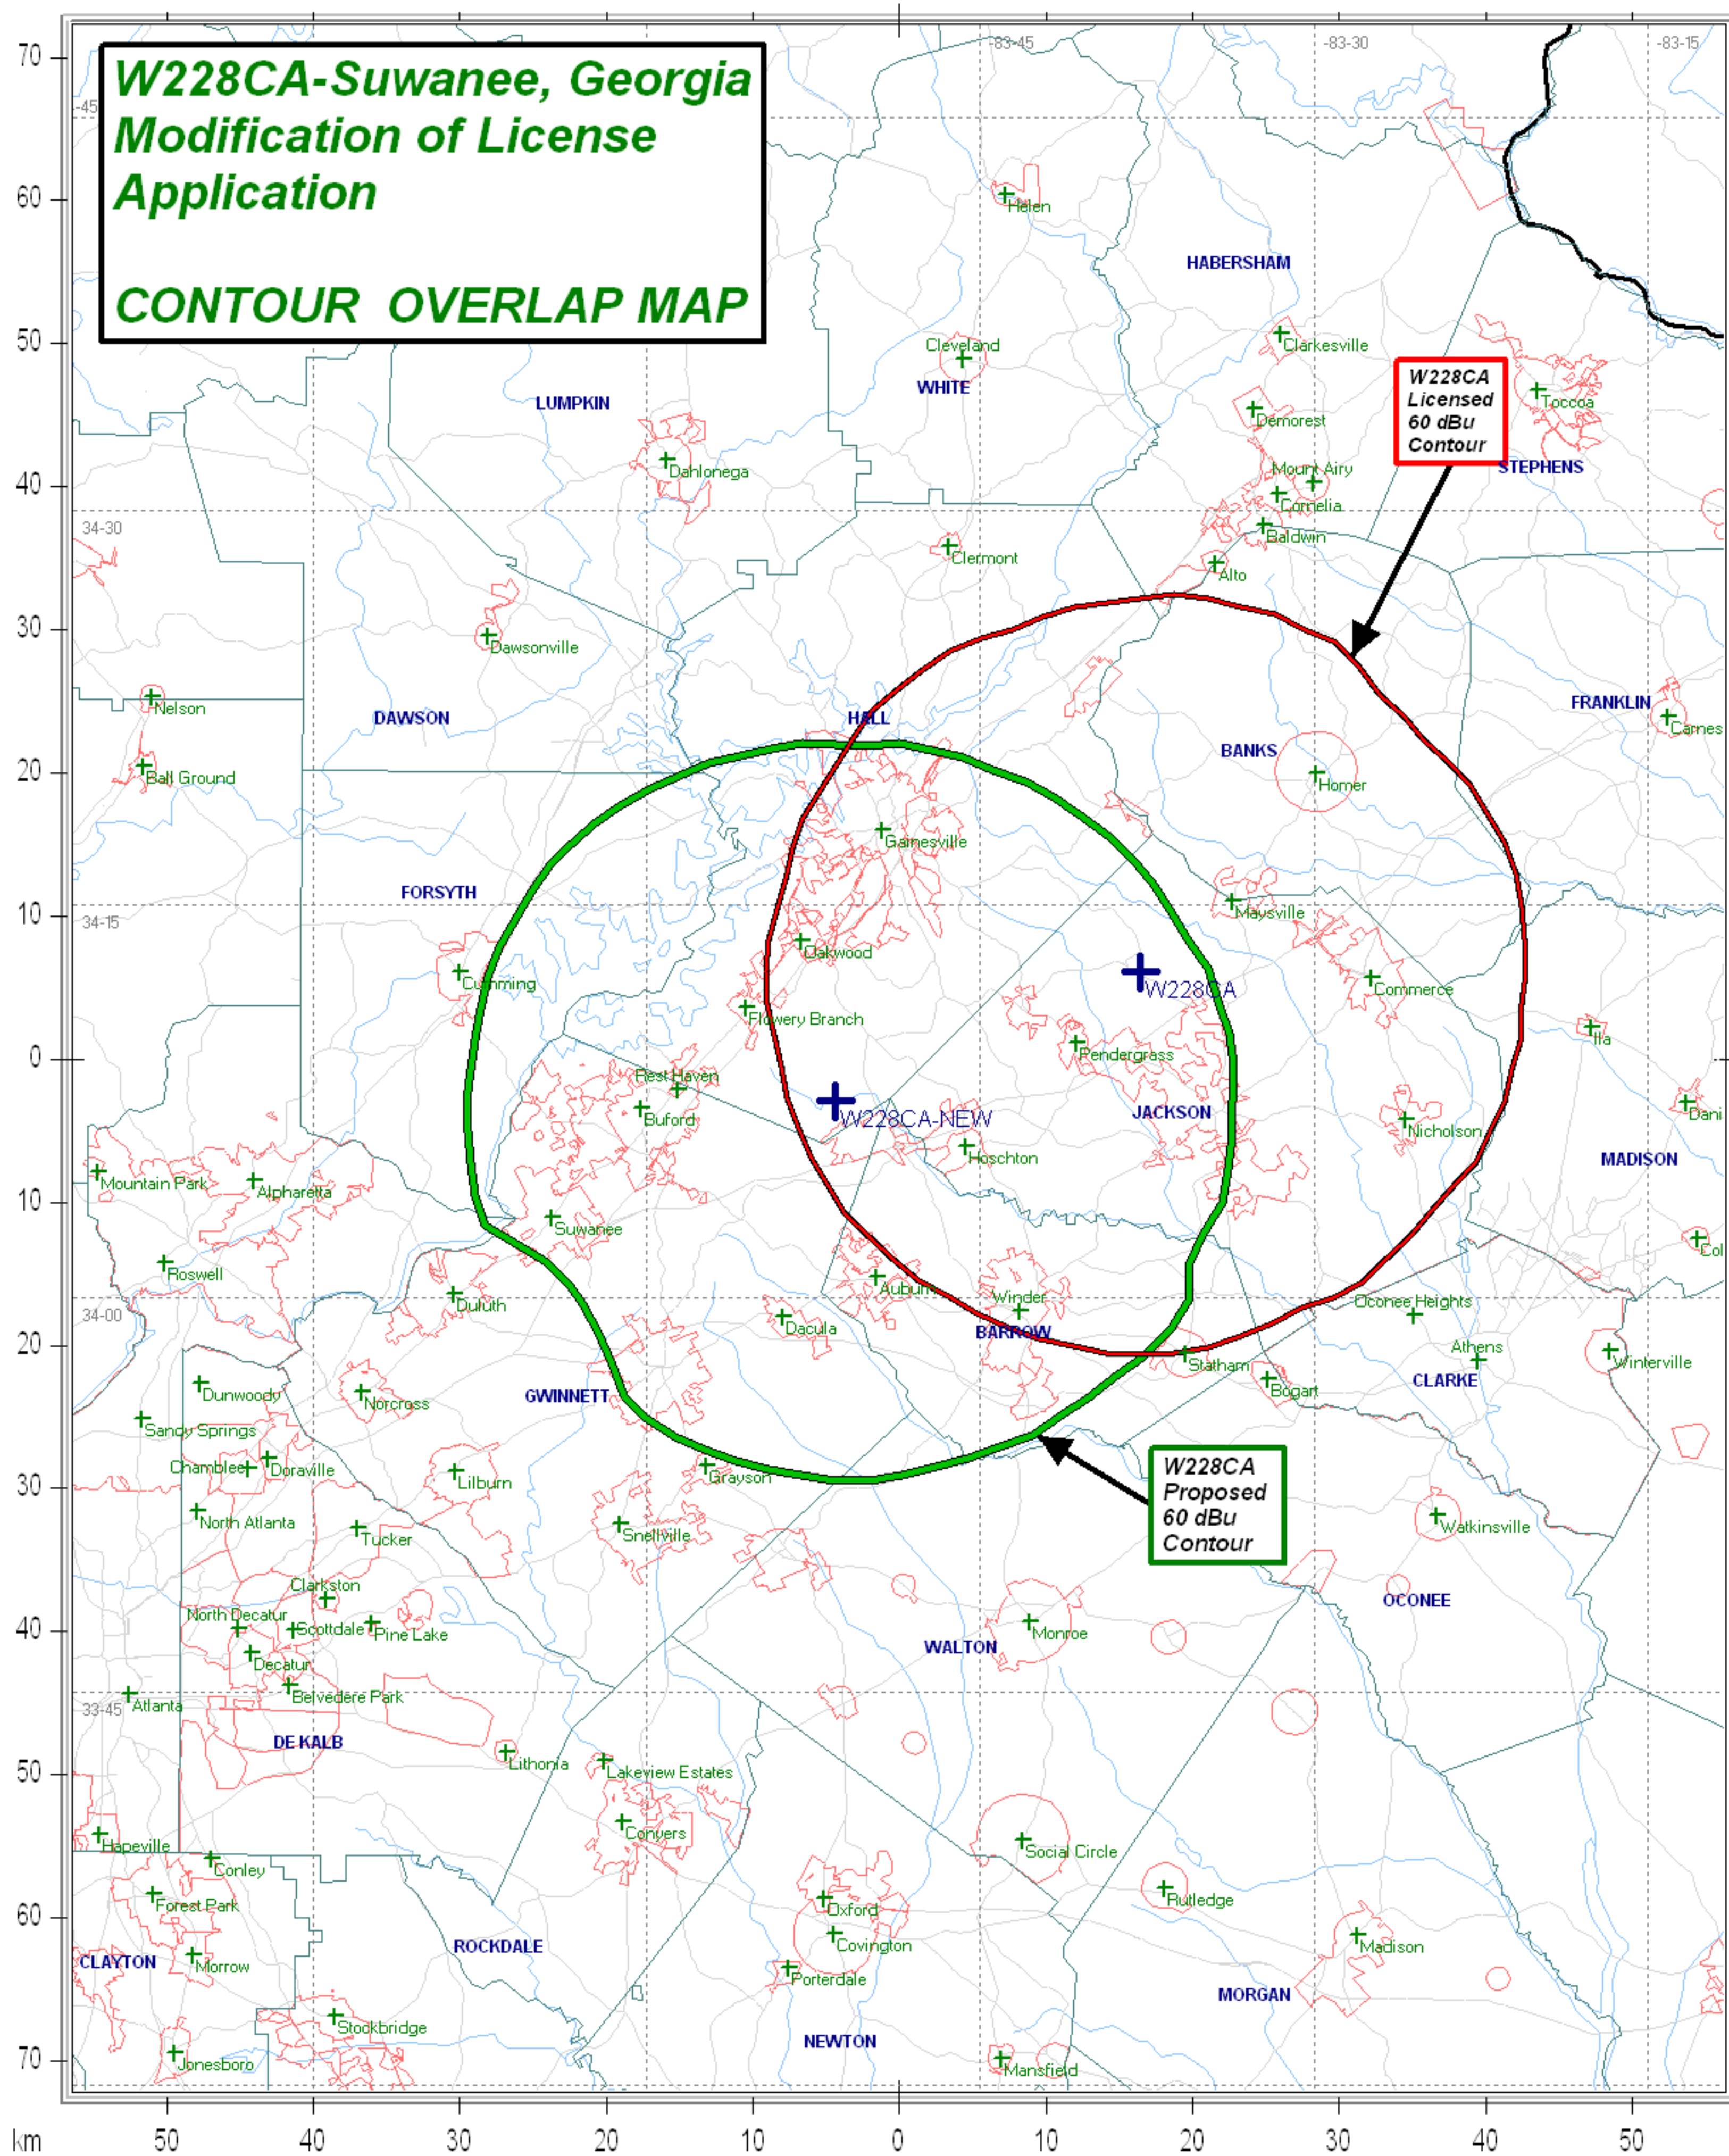 W228CA-Suwanee, Georgia
Modification of License
Application
CONTOUR OVERLAP MAP
-83-45
-83-30
-83-15
-45
70
60
50
40
30
20
10
0
10
20
30
40
50
60
70
Helen
HABERSHAM
Clarkesville
Cleveland
WHITE
W228CA
Licensed
60 dBu
Contour
LUMPKIN
Toccoa
Demorest
STEPHENS
Dahlonega
Mount Airy
Cornelia
34-30
Baldwin
Clermont
Alto
Dawsonville
Nelson
DAWSON
HALL
FRANKLIN
Carnes
BANKS
Ball Ground
Homer
Gainesville
FORSYTH
34-15
Maysville
Oakwood
Cumming
W228CA
Commerce
Flowery Branch
Ila
Pendergrass
Rest Haven
Buford
W228CA-NEW
JACKSON
Dani
Nicholson
Hoschton
MADISON
Mountain Park
Alpharetta
Suwanee
Col
Roswell
Auburn
Duluth
Winder
Oconee Heights
34-00
Dacula
BARROW
Athens
Statham
Winterville
Dunwoody
GWINNETT
Norcross
Bogart
CLARKE
Sandy Springs
Chamblee
Doraville
Lilburn
Grayson
W228CA
Proposed
60 dBu
Contour
North Atlanta
Tucker
Snellville
Watkinsville
Clarkston
North Decatur
Scottdale
Pine Lake
OCONEE
Monroe
WALTON
Decatur
Belvedere Park
Atlanta
33-45
DE KALB
Lithonia
Lakeview Estates
Conyers
Hapeville
Social Circle
Conley
Forest Park
Oxford
Rutledge
Covington
ROCKDALE
Madison
CLAYTON
Morrow
Porterdale
MORGAN
Stockbridge
NEWTON
Jonesboro
Mansfield
km 50 40 30 20 10 0 10 20 30 40 50